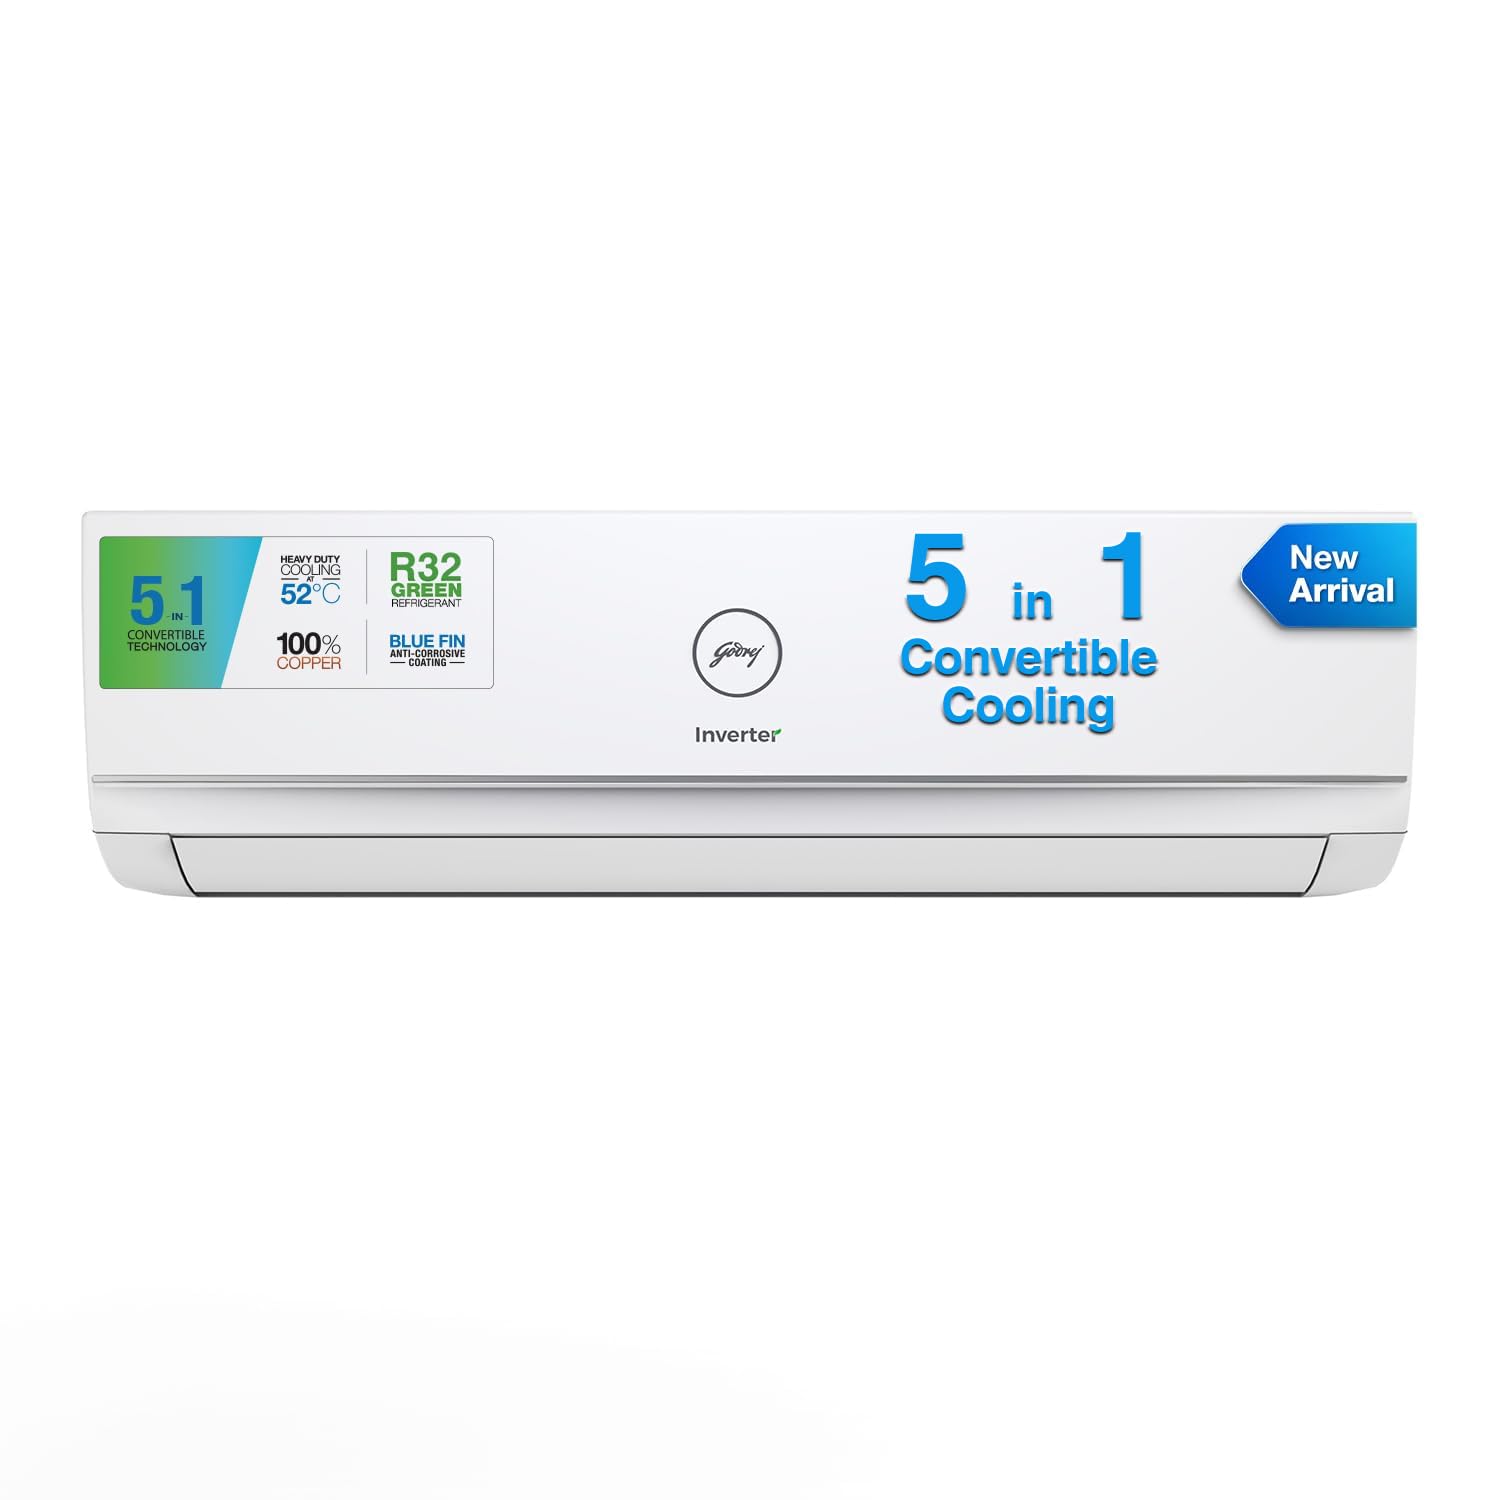 5-IN-1
CONVERTIBLE
TECHNOLOGY
HEAVY DUTY
COOLING
AT
52°C
R32
GREEN
REFRIGERANT
100%
COPPER
BLUE FIN
ANTI-CORROSIVE
COATING
Godrej
Inverter
5 in 1
Convertible
Cooling
New
Arrival